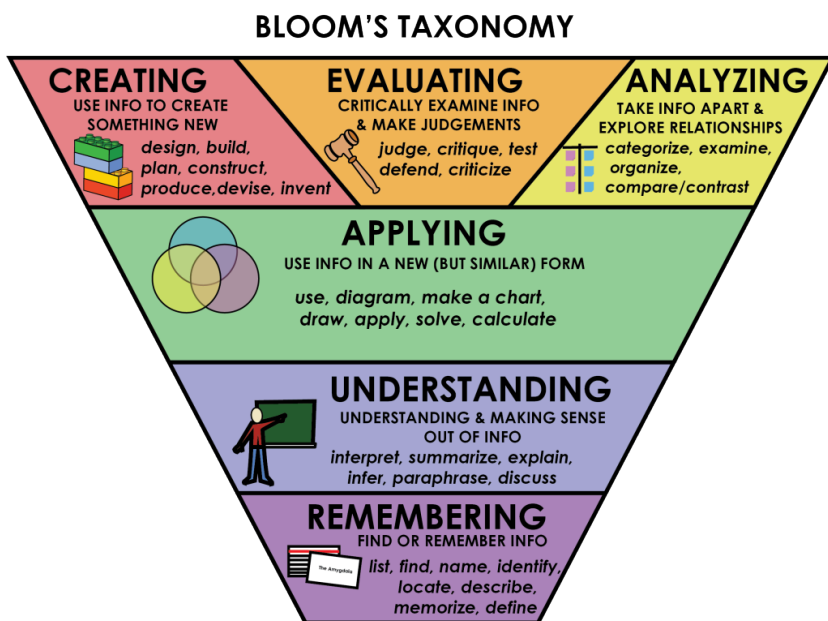 BLOOM'S TAXONOMY
CREATING
USE INFO TO CREATE
SOMETHING NEW
design, build,
plan, construct,
produce,devise, invent
EVALUATING
CRITICALLY EXAMINE INFO
& MAKE JUDGEMENTS
judge, critique, test
defend, criticize
ANALYZING
TAKE INFO APART &
EXPLORE RELATIONSHIPS
categorize, examine,
organize,
compare/contrast
APPLYING
USE INFO IN A NEW (BUT SIMILAR) FORM
use, diagram, make a chart,
draw, apply, solve, calculate
UNDERSTANDING
UNDERSTANDING & MAKING SENSE
OUT OF INFO
interpret, summarize, explain,
infer, paraphrase, discuss
REMEMBERING
FIND OR REMEMBER INFO
The Amygdala
list, find, name, identify,
locate, describe,
memorize, define